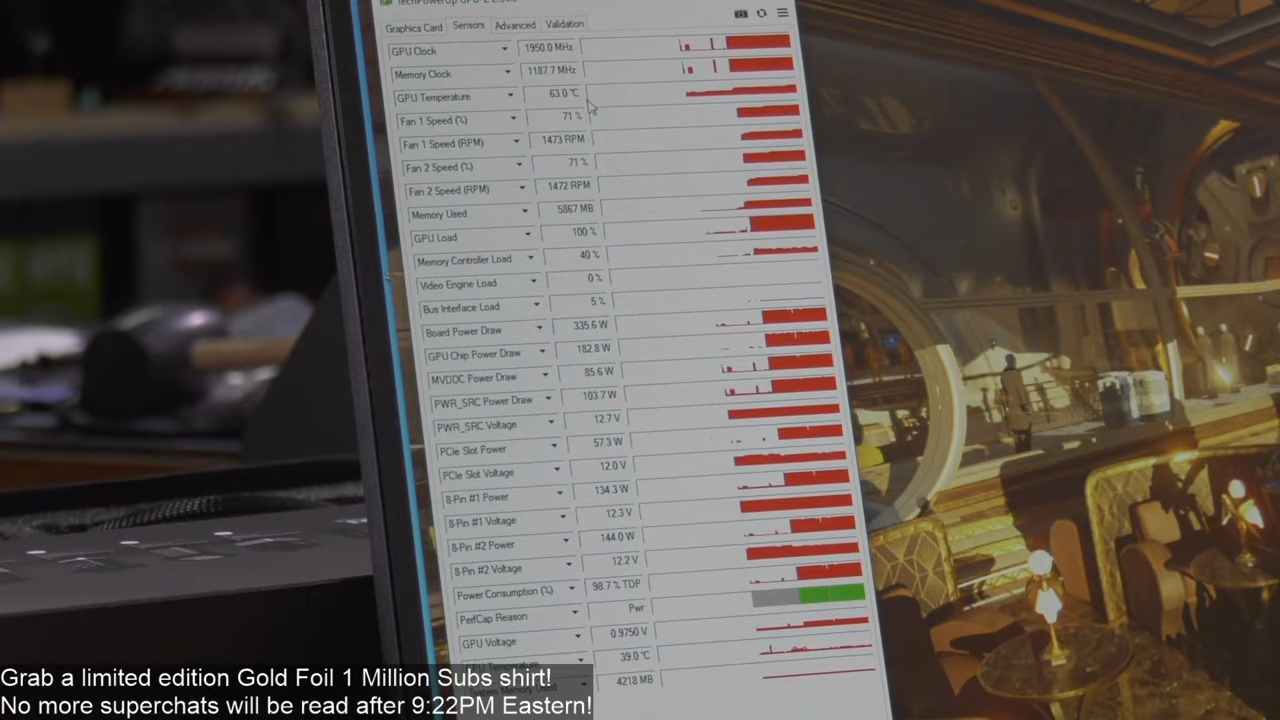 TechPowerUp GPU-Z
Graphics Card Sensors Advanced Validation
GPU Clock 1950.0 MHz
Memory Clock 1187.7 MHz
GPU Temperature 63.0 °C
Fan 1 Speed (%) 71 %
Fan 1 Speed (RPM) 1473 RPM
Fan 2 Speed (%) 71 %
Fan 2 Speed (RPM) 1472 RPM
Memory Used 5867 MB
GPU Load 100 %
Memory Controller Load 40 %
Video Engine Load 0 %
Bus Interface Load 5 %
Board Power Draw 335.6 W
GPU Chip Power Draw 182.8 W
MVDDC Power Draw 85.6 W
PWR_SRC Power Draw 103.7 W
PWR_SRC Voltage 12.7 V
PCIe Slot Power 57.3 W
PCIe Slot Voltage 12.0 V
8-Pin #1 Power 134.3 W
8-Pin #1 Voltage 12.3 V
8-Pin #2 Power 144.0 W
8-Pin #2 Voltage 12.2 V
Power Consumption (%) 98.7 % TDP
PerfCap Reason Pwr
GPU Voltage 0.9750 V
CPU Temperature 39.0 °C
System Memory Used 4218 MB
Grab a limited edition Gold Foil 1 Million Subs shirt!
No more superchats will be read after 9:22PM Eastern!